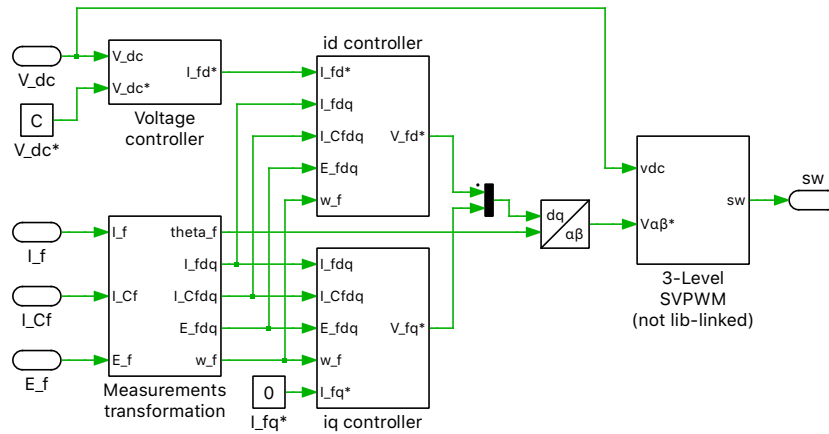 id controller
V_dc
V_dc*
I_fd*
V_dc
C
V_dc*
Voltage
controller
I_fd*
I_fdq
I_Cfdq
E_fdq
w_f
V_fd*
I_f
I_Cf
E_f
I_f
I_Cf
E_f
theta_f
I_fdq
I_Cfdq
E_fdq
w_f
Measurements
transformation
I_fdq
I_Cfdq
E_fdq
w_f
I_fq*
V_fq*
0
I_fq*
iq controller
dq
αβ
vdc
Vαβ*
sw
3-Level
SVPWM
(not lib-linked)
sw